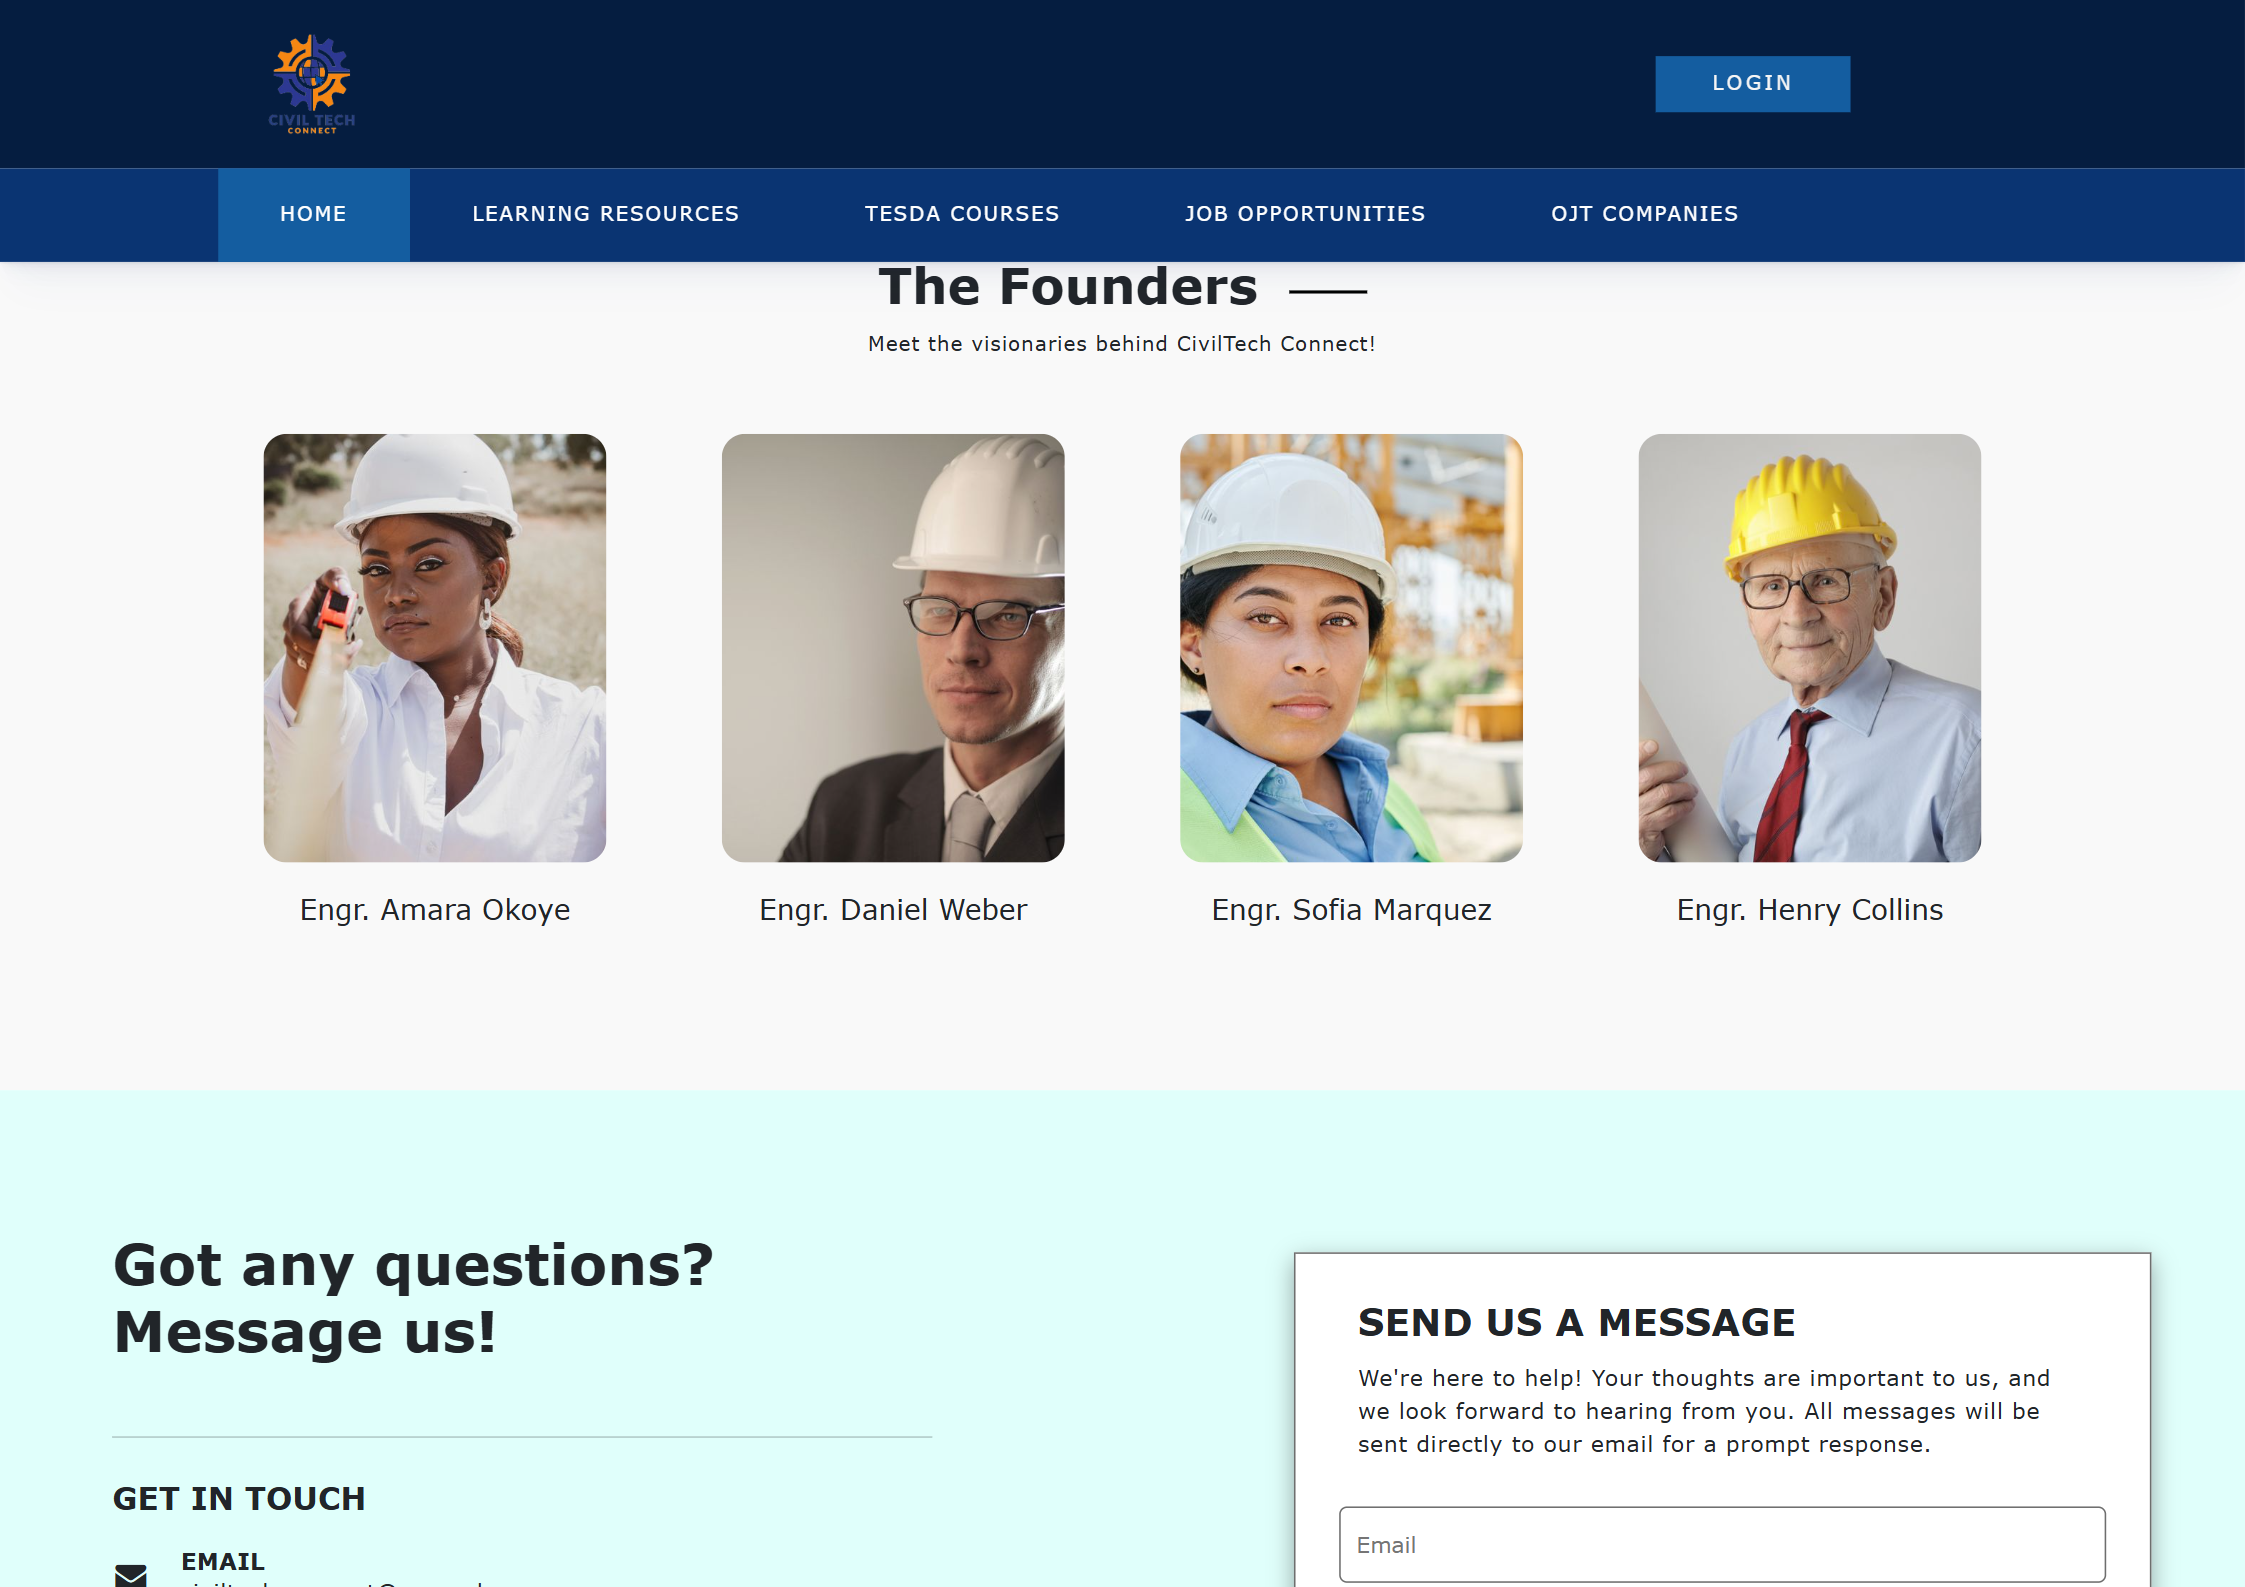 CIVIL TECH
CONNECT
LOGIN
HOME
LEARNING RESOURCES
TESDA COURSES
JOB OPPORTUNITIES
OJT COMPANIES
The Founders
Meet the visionaries behind CivilTech Connect!
Engr. Amara Okoye
Engr. Daniel Weber
Engr. Sofia Marquez
Engr. Henry Collins
Got any questions?
Message us!
GET IN TOUCH
EMAIL
SEND US A MESSAGE
We're here to help! Your thoughts are important to us, and
we look forward to hearing from you. All messages will be
sent directly to our email for a prompt response.
Email